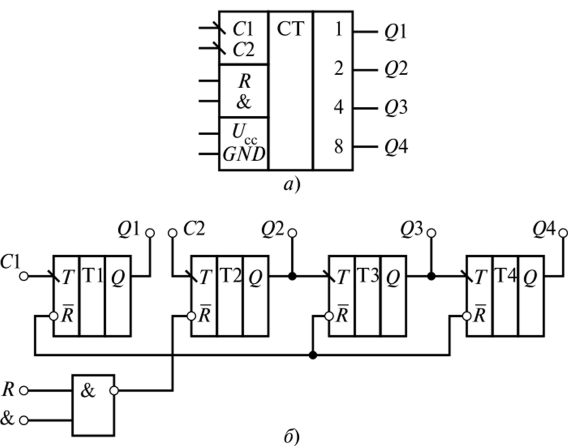 C1 CT 1 Q1
C2
2 Q2
R
& 4 Q3
Ucc
GND 8 Q4
а)
Q1 C2 Q2 Q3 Q4
C1
T T1 Q T T2 Q T T3 Q T T4 Q
R̅ R̅ R̅ R̅
R &
&
б)